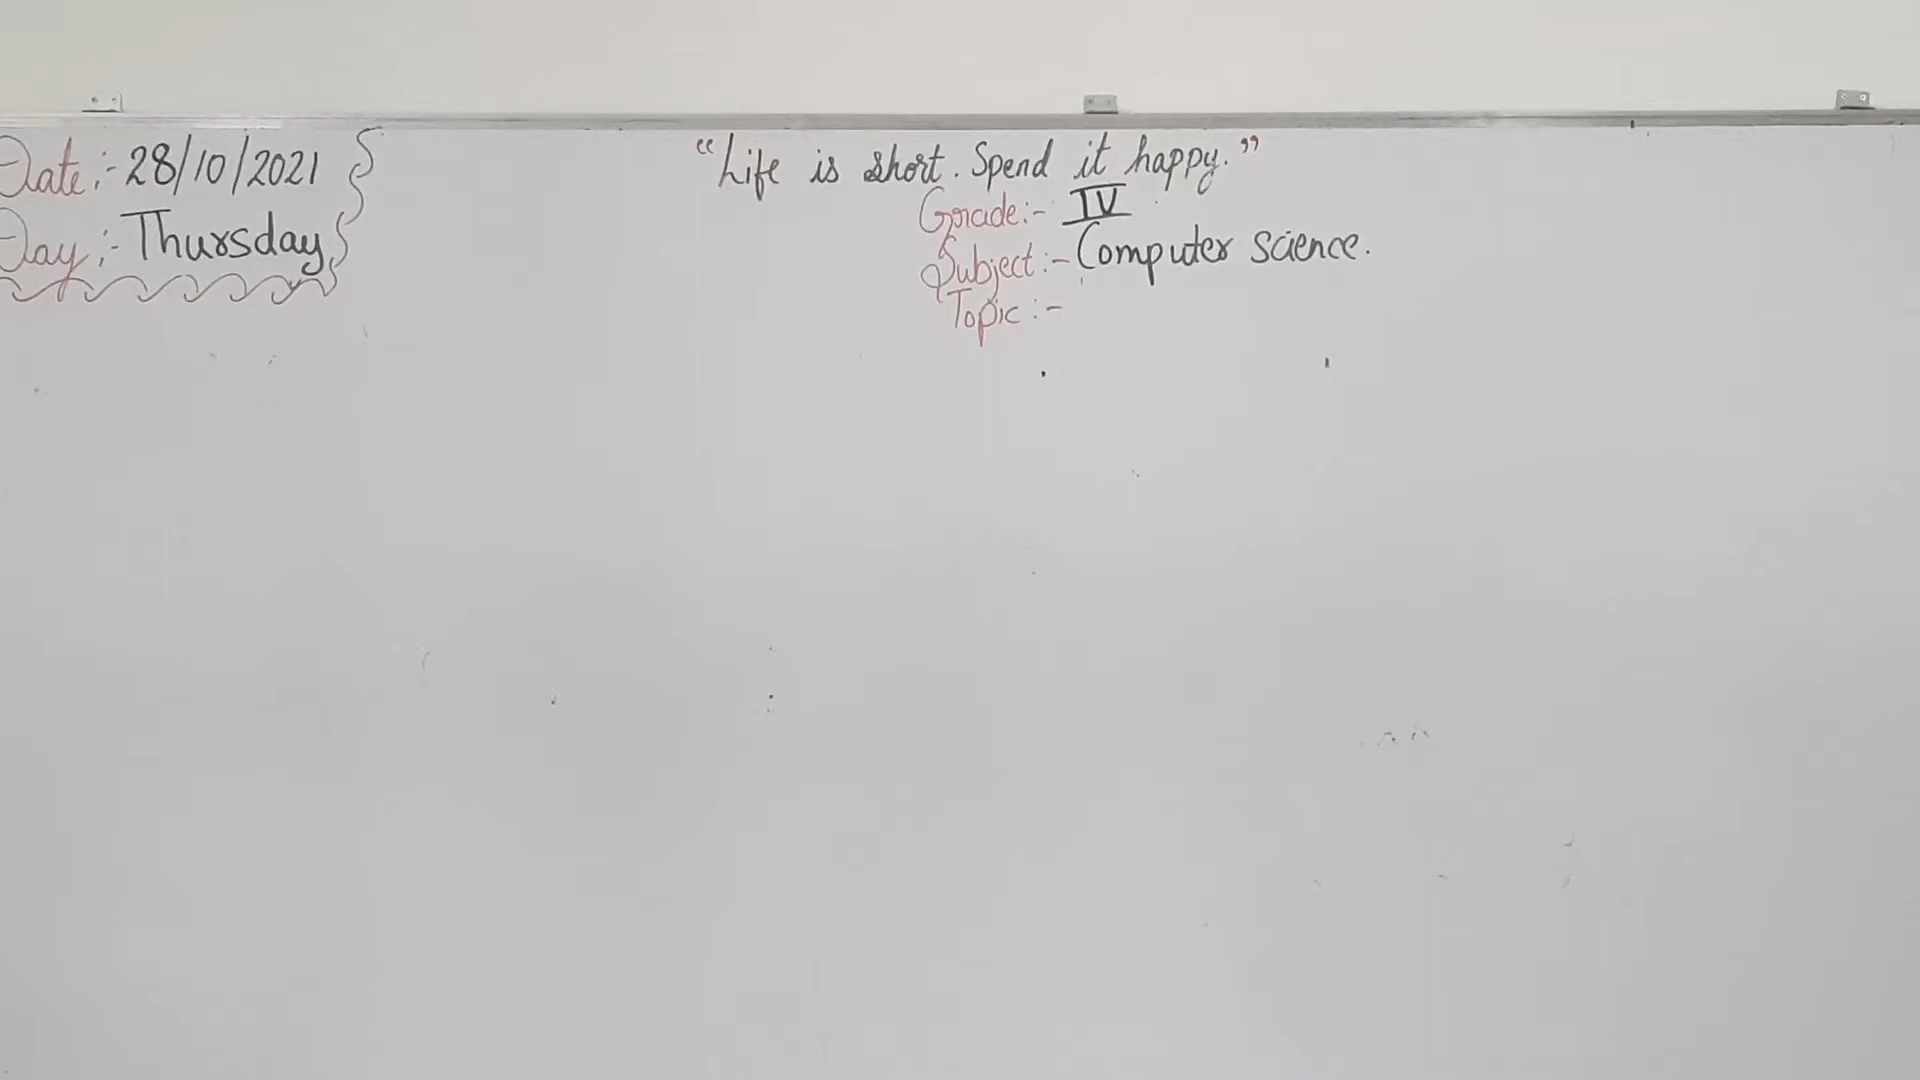 Date:- 28/10/2021
Day:- Thursday
"Life is short. Spend it happy."
Grade:- IV
Subject:- Computer science.
Topic:-